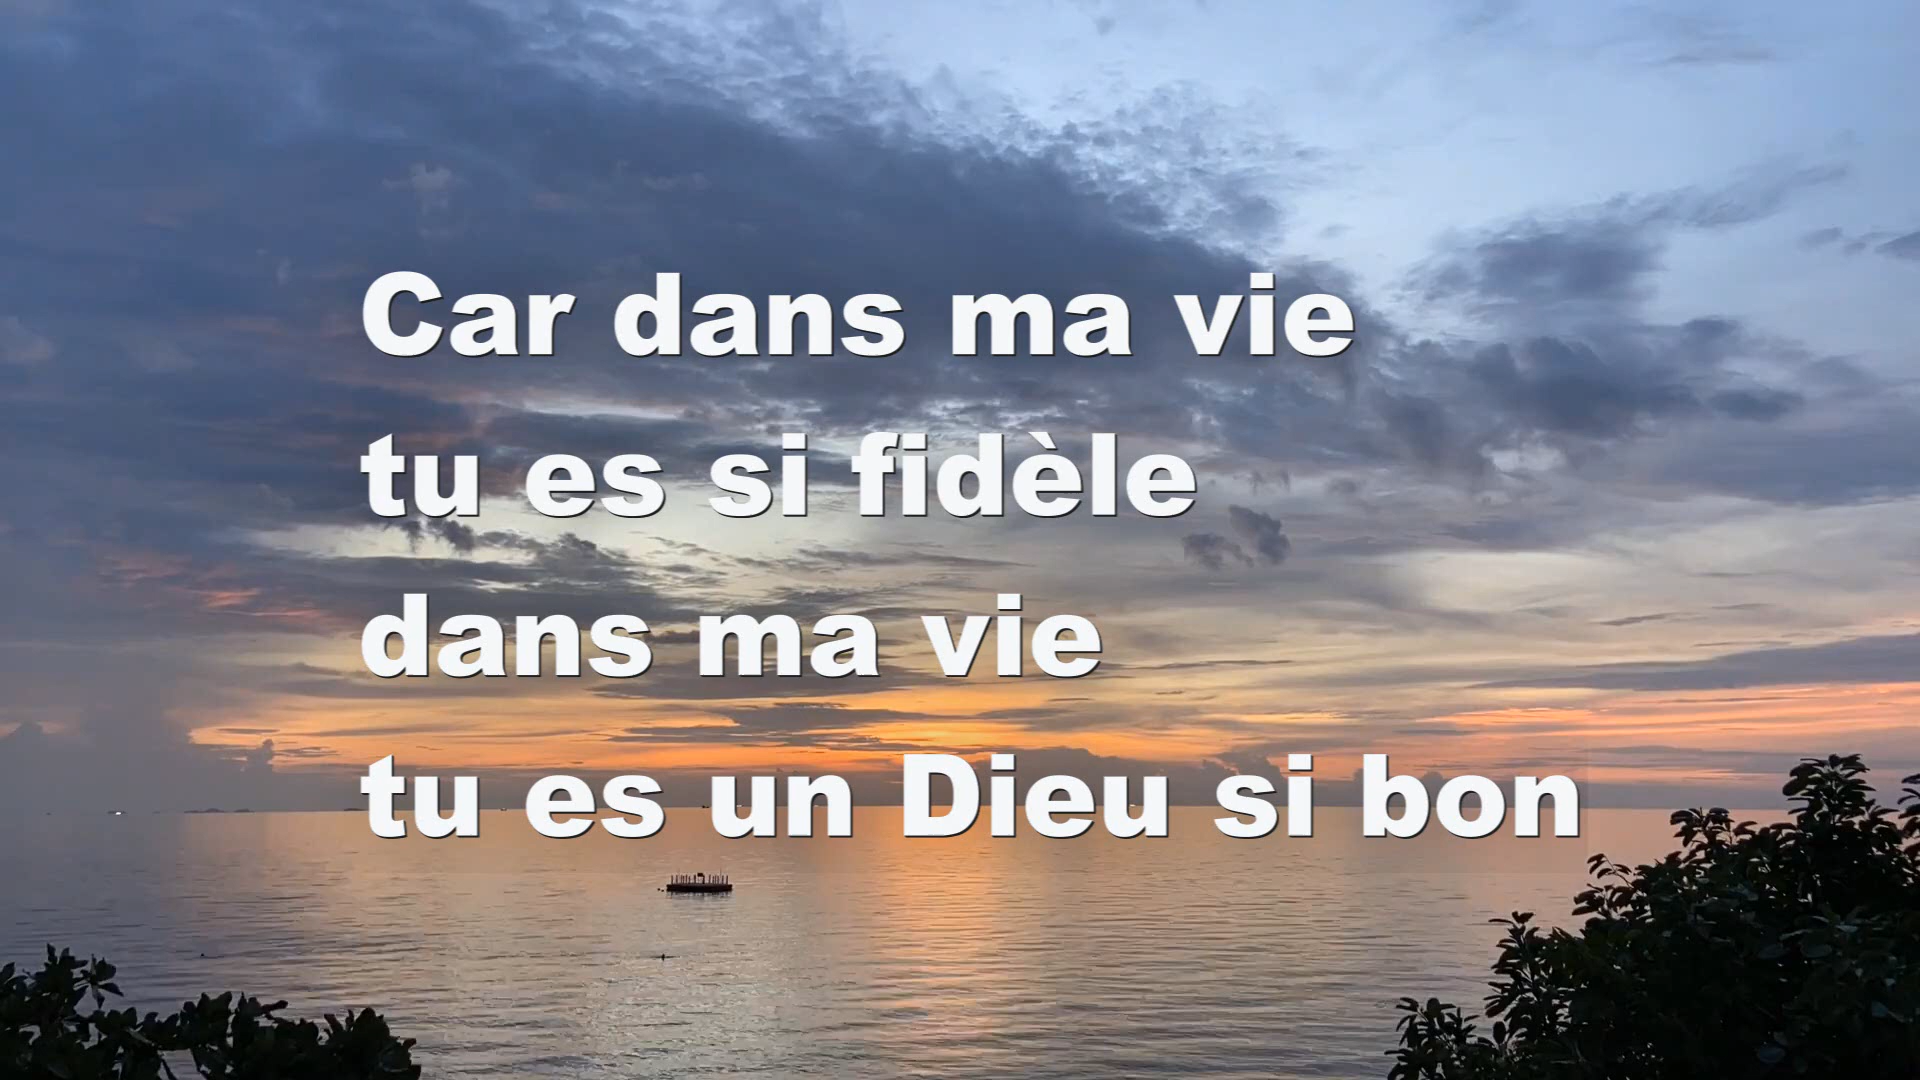 Car dans ma vie
tu es si fidèle
dans ma vie
tu es un Dieu si bon